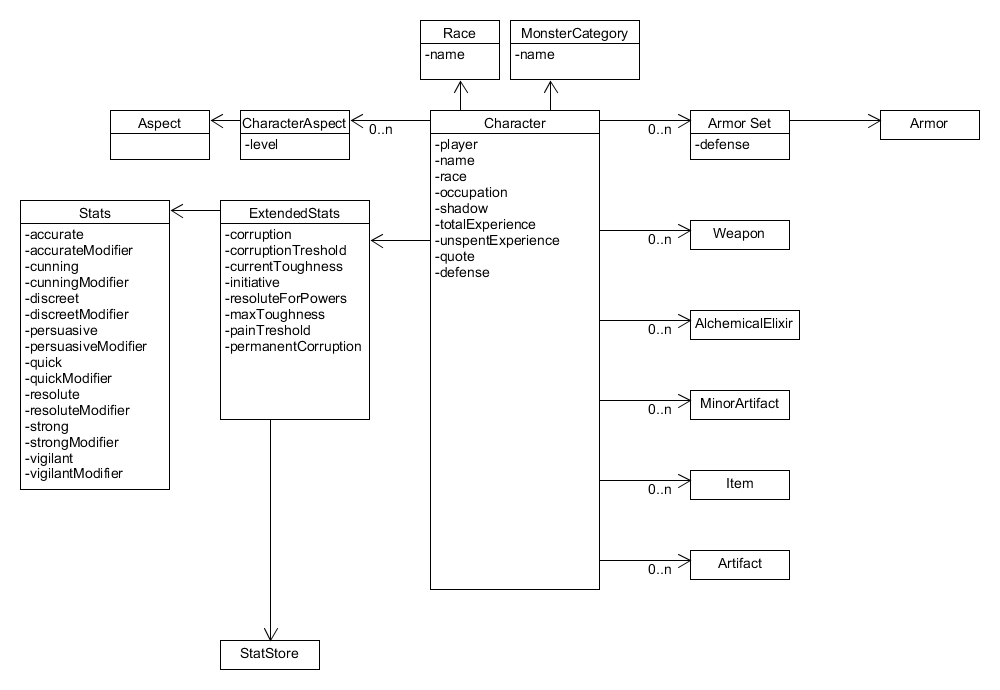 Race
-name
MonsterCategory
-name
Aspect
CharacterAspect
-level
0..n
Character
-player
-name
-race
-occupation
-shadow
-totalExperience
-unspentExperience
-quote
-defense
0..n
Armor Set
-defense
Armor
Stats
-accurate
-accurateModifier
-cunning
-cunningModifier
-discreet
-discreetModifier
-persuasive
-persuasiveModifier
-quick
-quickModifier
-resolute
-resoluteModifier
-strong
-strongModifier
-vigilant
-vigilantModifier
ExtendedStats
-corruption
-corruptionTreshold
-currentToughness
-initiative
-resoluteForPowers
-maxToughness
-painTreshold
-permanentCorruption
0..n
Weapon
0..n
AlchemicalElixir
0..n
MinorArtifact
0..n
Item
0..n
Artifact
StatStore